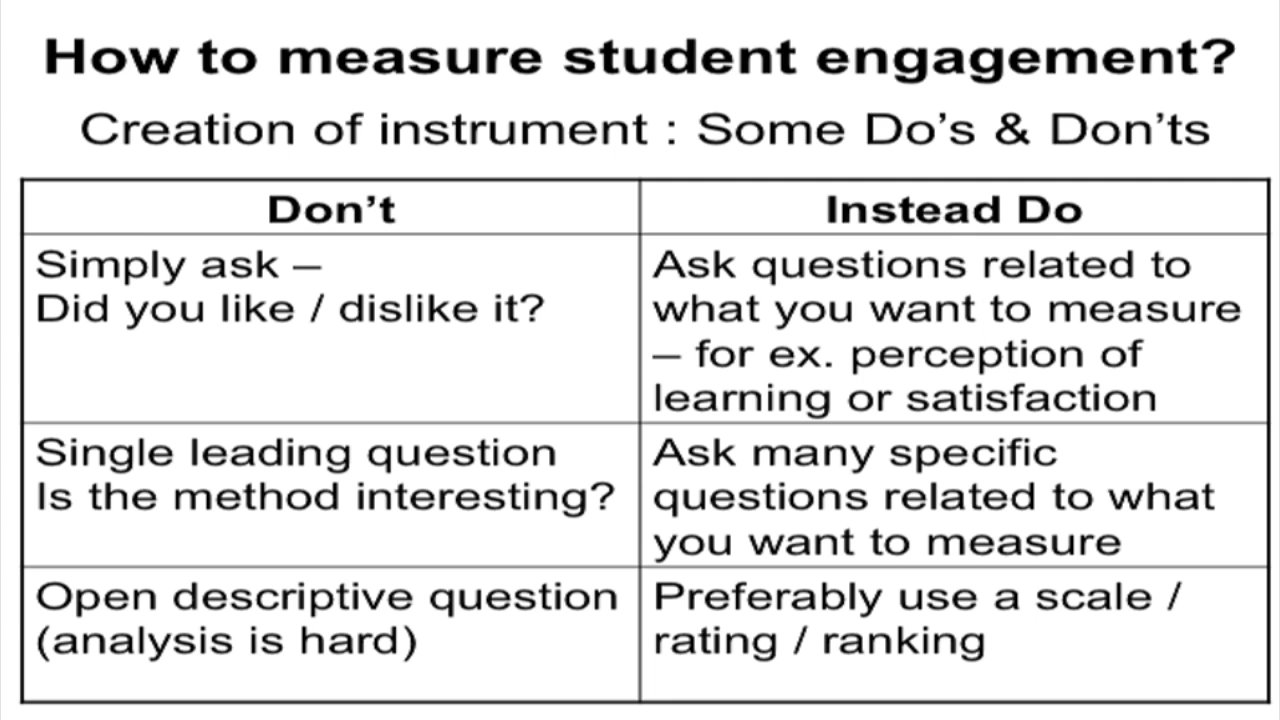 How to measure student engagement?
Creation of instrument : Some Do’s & Don’ts
Don’t
Instead Do
Simply ask –
Did you like / dislike it?
Ask questions related to
what you want to measure
– for ex. perception of
learning or satisfaction
Single leading question
Is the method interesting?
Ask many specific
questions related to what
you want to measure
Open descriptive question
(analysis is hard)
Preferably use a scale /
rating / ranking